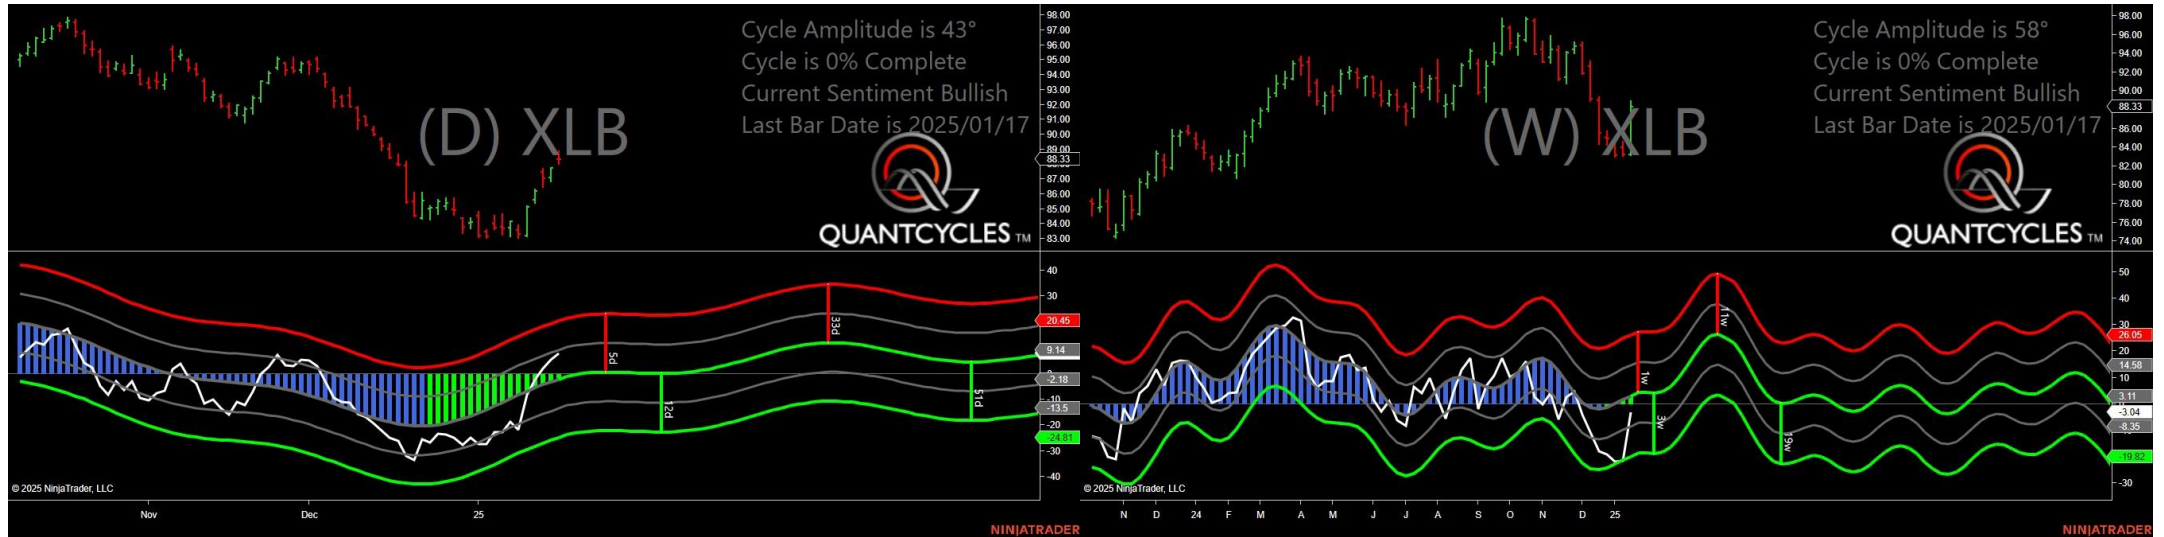 Cycle Amplitude is 43°
Cycle is 0% Complete
Current Sentiment Bullish
Last Bar Date is 2025/01/17
(D) XLB
QUANTCYCLES TM
98.00
97.00
96.00
95.00
94.00
93.00
92.00
91.00
90.00
88.33
87.00
86.00
85.00
84.00
83.00
40
30
20.45
9.14
-2.18
-13.5
-20
-24.81
-30
-40
5d
12d
33d
51d
© 2025 NinjaTrader, LLC
Nov
Dec
25
NINJATRADER
Cycle Amplitude is 58°
Cycle is 0% Complete
Current Sentiment Bullish
Last Bar Date is 2025/01/17
(W) XLB
QUANTCYCLES TM
98.00
96.00
94.00
92.00
90.00
88.33
86.00
84.00
82.00
80.00
78.00
76.00
74.00
50
40
30
26.05
20
14.58
10
3.11
-3.04
-8.35
-19.82
-30
1w
3w
11w
19w
© 2025 NinjaTrader, LLC
N D 24 F M A M J J A S O N D 25
NINJATRADER